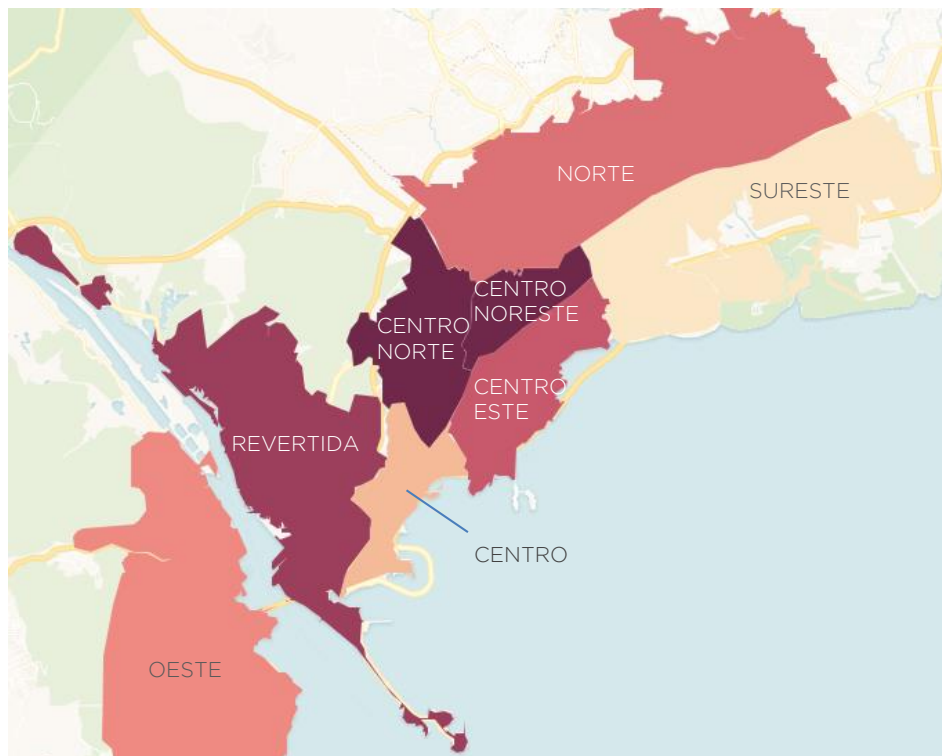 NORTE
SURESTE
CENTRO
NORESTE
CENTRO
NORTE
CENTRO
ESTE
REVERTIDA
CENTRO
OESTE